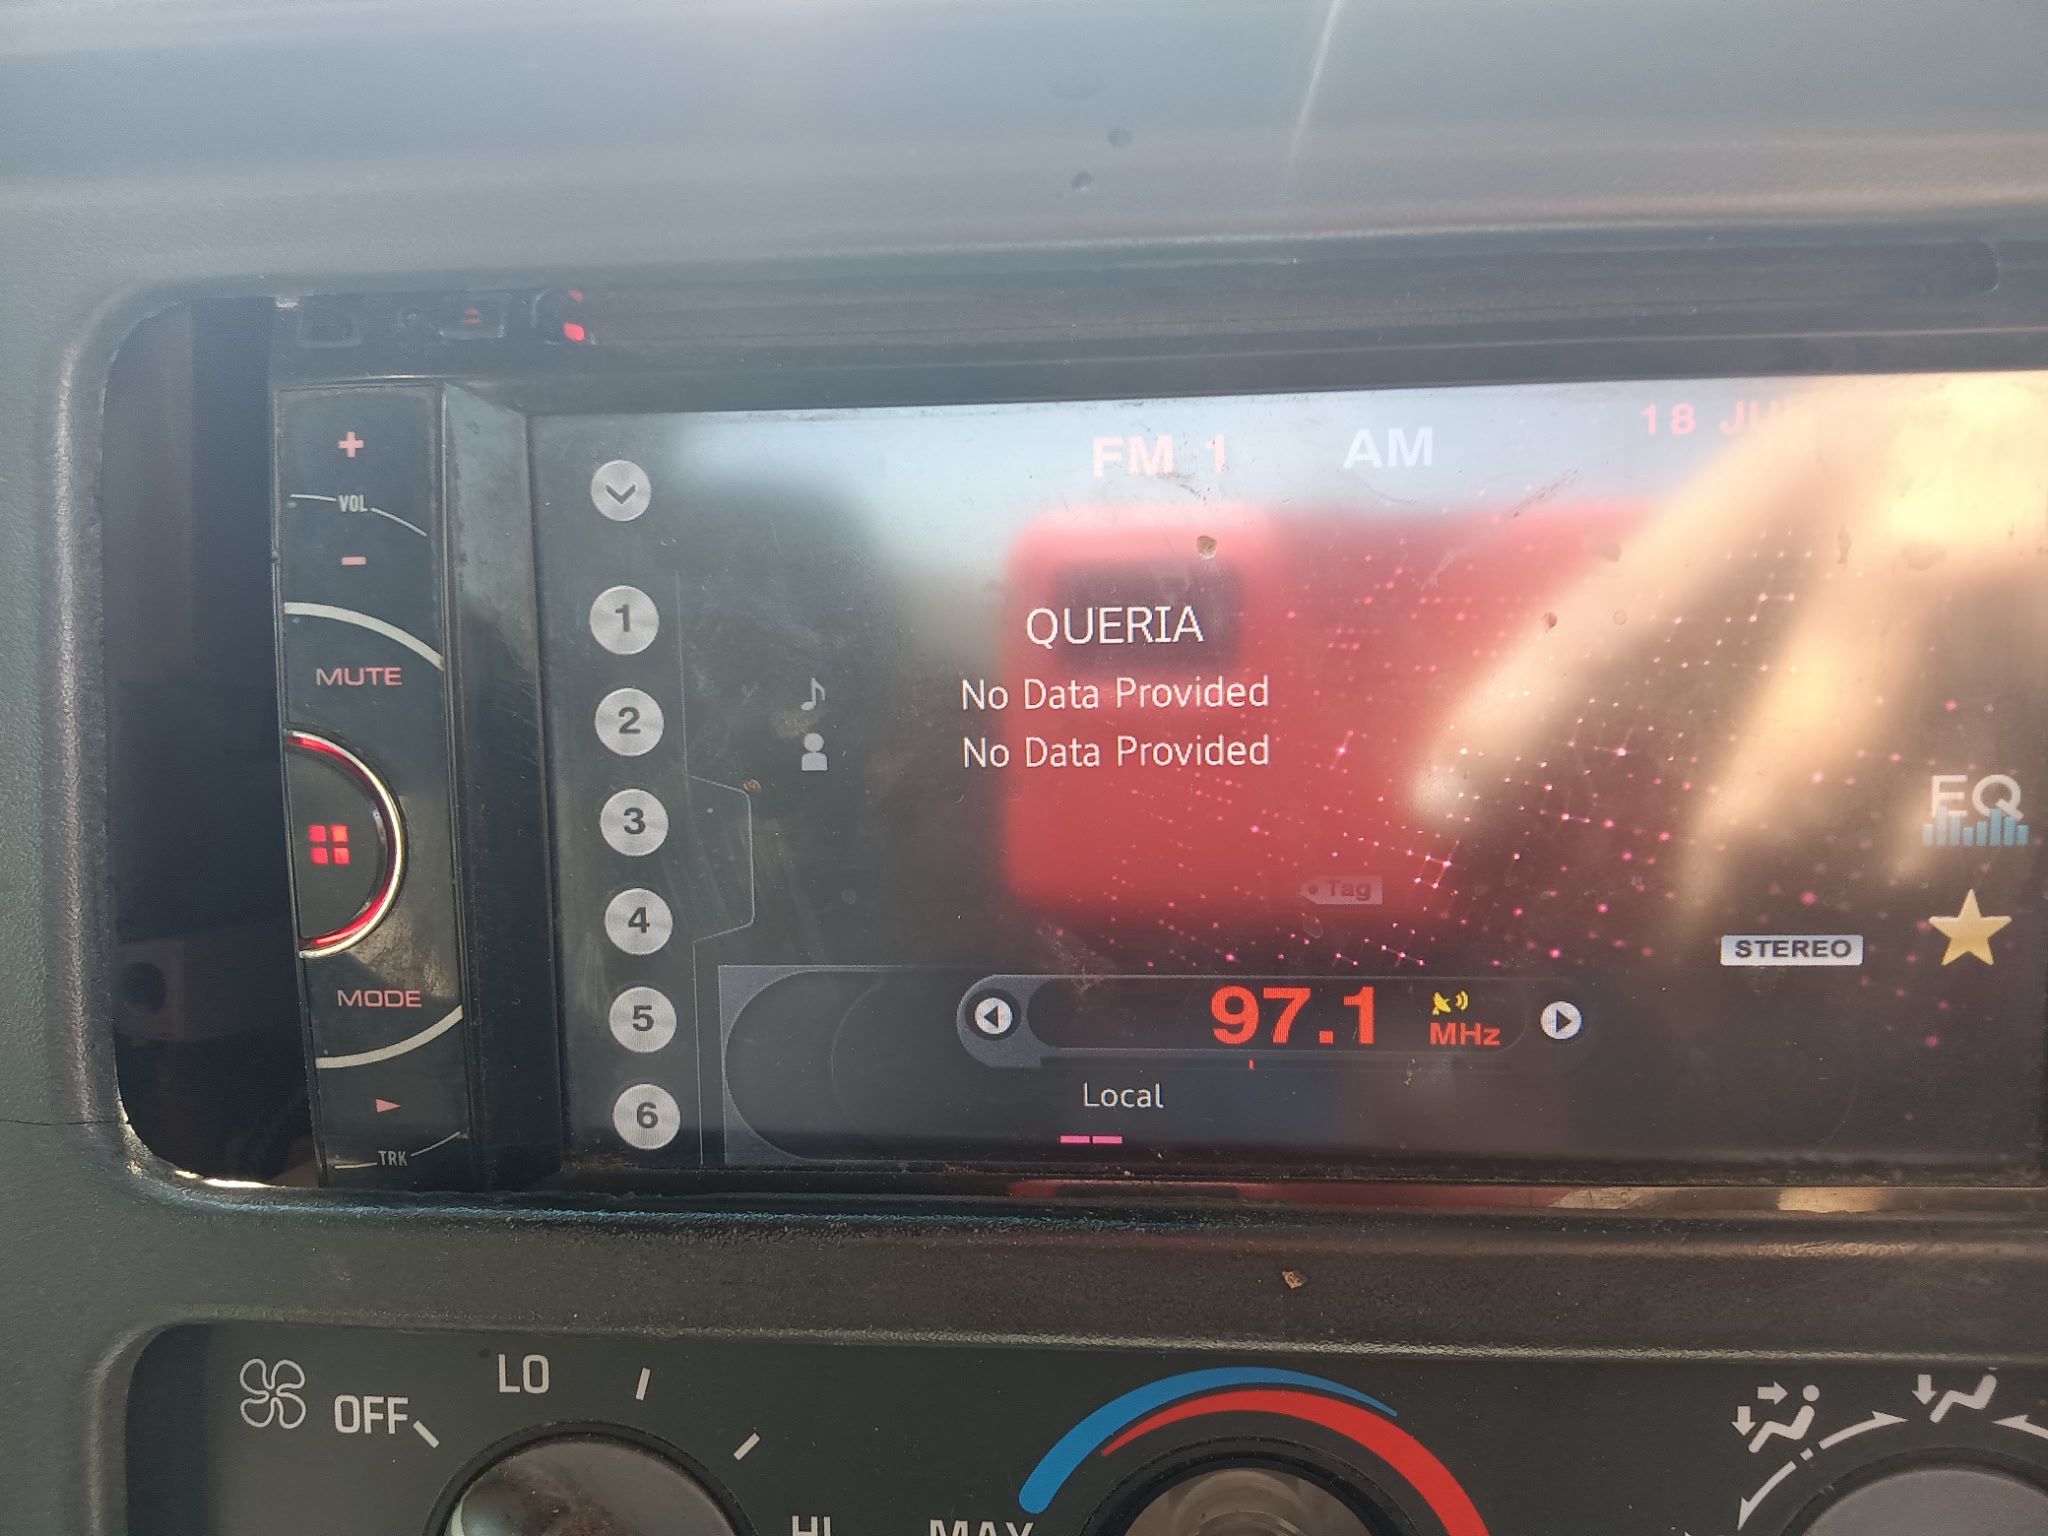 FM 1 AM
18
+
VOL
-
MUTE
MODE
TRK
1
2
3
4
5
6
QUERIA
No Data Provided
No Data Provided
Tag
EQ
STEREO
97.1 MHz
Local
OFF LO
HI
MAX